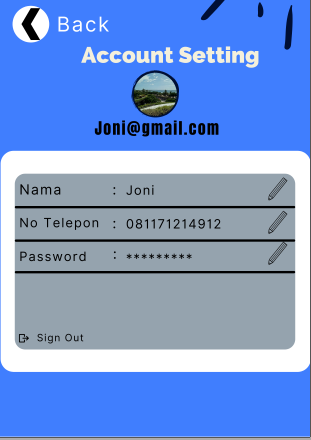 Back
Account Setting
Joni@gmail.com
Nama : Joni
No Telepon : 081171214912
Password : *********
Sign Out